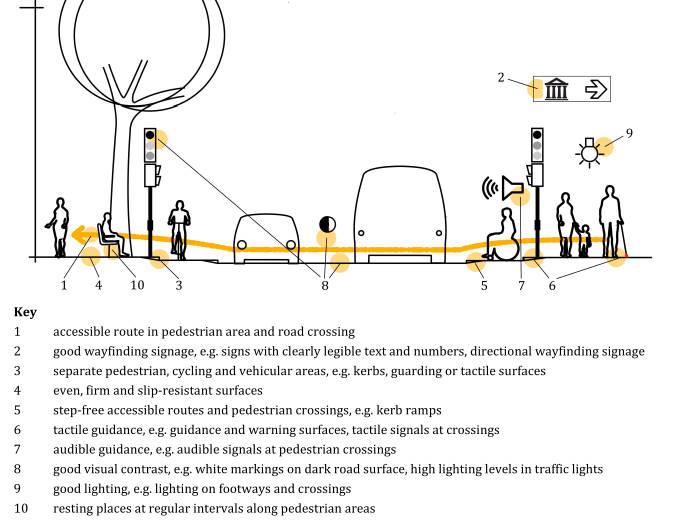 2
9
1
4
10
3
8
5
7
6
Key
1 accessible route in pedestrian area and road crossing
2 good wayfinding signage, e.g. signs with clearly legible text and numbers, directional wayfinding signage
3 separate pedestrian, cycling and vehicular areas, e.g. kerbs, guarding or tactile surfaces
4 even, firm and slip-resistant surfaces
5 step-free accessible routes and pedestrian crossings, e.g. kerb ramps
6 tactile guidance, e.g. guidance and warning surfaces, tactile signals at crossings
7 audible guidance, e.g. audible signals at pedestrian crossings
8 good visual contrast, e.g. white markings on dark road surface, high lighting levels in traffic lights
9 good lighting, e.g. lighting on footways and crossings
10 resting places at regular intervals along pedestrian areas